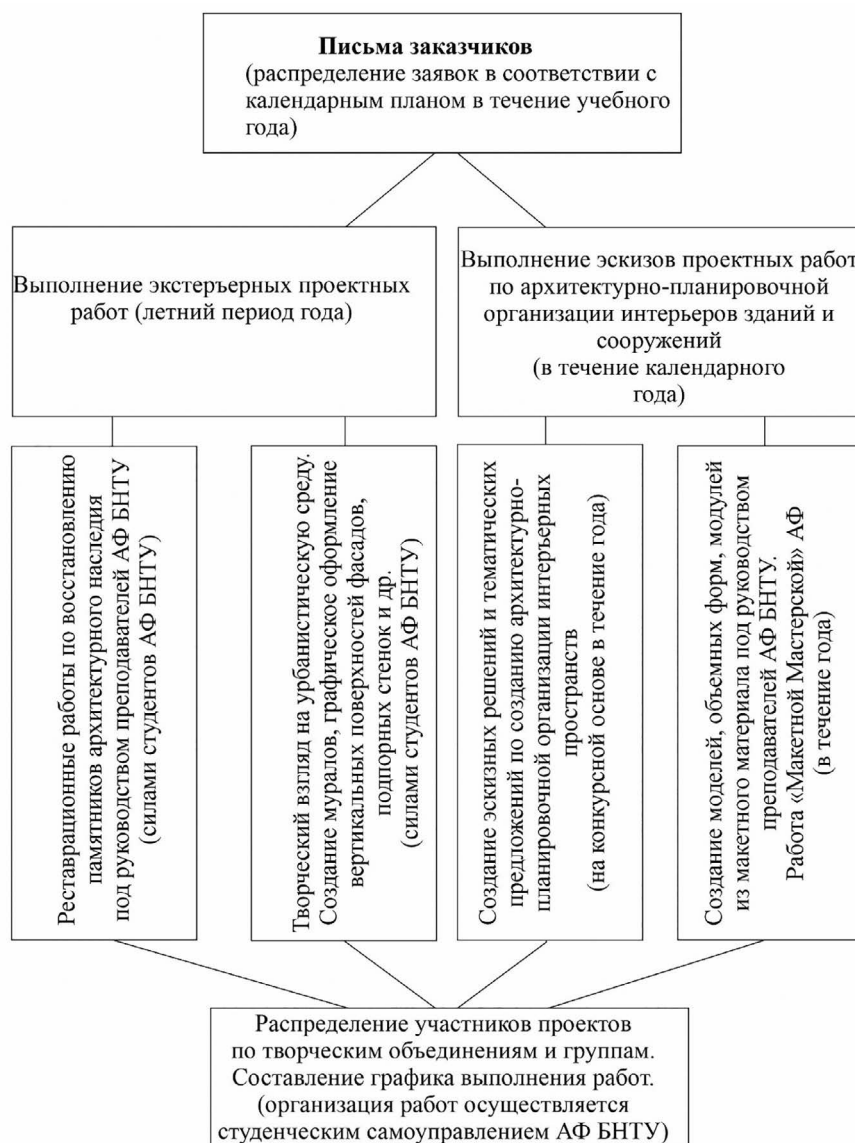 Письма заказчиков
(распределение заявок в соответствии с
календарным планом в течение учебного
года)
Выполнение экстеръерных проектных
работ (летний период года)
Выполнение эскизов проектных работ
по архитектурно-планировочной
организации интерьеров зданий и
сооружений
(в течение календарного
года)
Реставрационные работы по восстановлению
памятников архитектурного наследия
под руководством преподавателей АФ БНТУ
(силами студентов АФ БНТУ)
Творческий взгляд на урбанистическую среду.
Создание муралов, графическое оформление
вертикальных поверхностей фасадов,
подпорных стенок и др.
(силами студентов АФ БНТУ)
Создание эскизных решений и тематических
предложений по созданию архитектурно-
планировочной организации интерьерных
пространств
(на конкурсной основе в течение года)
Создание моделей, объемных форм, модулей
из макетного материала под руководством
преподавателей АФ БНТУ.
Работа «Макетной Мастерской» АФ
(в течение года)
Распределение участников проектов
по творческим объединениям и группам.
Составление графика выполнения работ.
(организация работ осуществляется
студенческим самоуправлением АФ БНТУ)